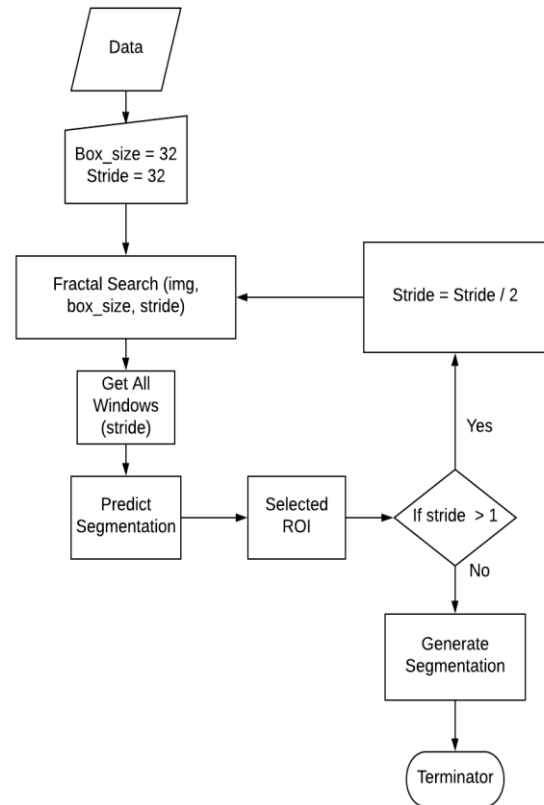 Data
Box_size = 32
Stride = 32
Fractal Search (img,
box_size, stride)
Stride = Stride / 2
Get All
Windows
(stride)
Yes
Predict
Segmentation
Selected
ROI
If stride > 1
No
Generate
Segmentation
Terminator